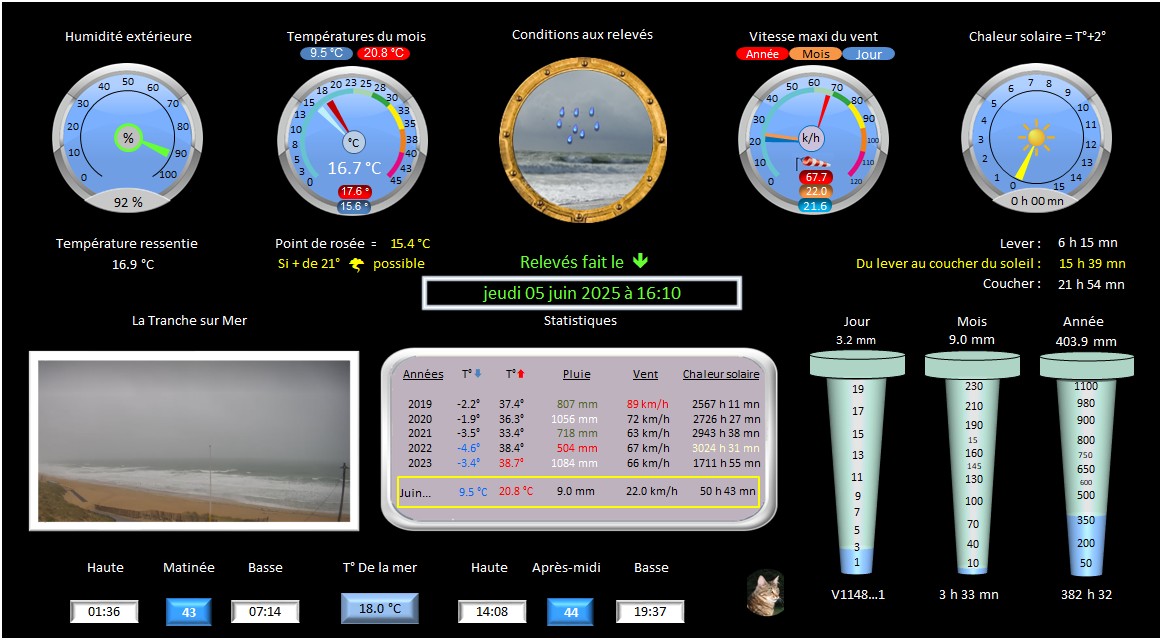 Humidité extérieure
0 10 20 30 40 50 60 70 80 90 100
%
92 %
Températures du mois
9.5 °C 20.8 °C
0 3 5 8 10 13 15 18 20 23 25 28 30 33 35 38 40 43 45
°C
16.7 °C
17.6 °
15.6 °
Conditions aux relevés
Vitesse maxi du vent
Année Mois Jour
0 10 20 30 40 50 60 70 80 90 100 110 120
k/h
67.7
22.0
21.6
Chaleur solaire = T°+2°
0 1 2 3 4 5 6 7 8 9 10 11 12 13 14 15
0 h 00 mn
Température ressentie
16.9 °C
Point de rosée = 15.4 °C
Si + de 21° possible
Relevés fait le
jeudi 05 juin 2025 à 16:10
Lever : 6 h 15 mn
Du lever au coucher du soleil : 15 h 39 mn
Coucher : 21 h 54 mn
La Tranche sur Mer
Statistiques
Années T° T° Pluie Vent Chaleur solaire
2019 -2.2° 37.4° 807 mm 89 km/h 2567 h 11 mn
2020 -1.9° 36.3° 1056 mm 72 km/h 2726 h 27 mn
2021 -3.5° 33.4° 718 mm 63 km/h 2943 h 38 mn
2022 -4.6° 38.4° 504 mm 67 km/h 3024 h 31 mn
2023 -3.4° 38.7° 1084 mm 66 km/h 1711 h 55 mn
Juin... 9.5 °C 20.8 °C 9.0 mm 22.0 km/h 50 h 43 mn
Jour
3.2 mm
19
17
15
13
11
9
7
5
3
1
V1148...1
Mois
9.0 mm
230
210
190
15
160
145
130
100
70
40
10
3 h 33 mn
Année
403.9 mm
1100
980
900
800
750
650
600
500
350
200
50
382 h 32
Haute Matinée Basse
01:36 43 07:14
T° De la mer
18.0 °C
Haute Après-midi Basse
14:08 44 19:37